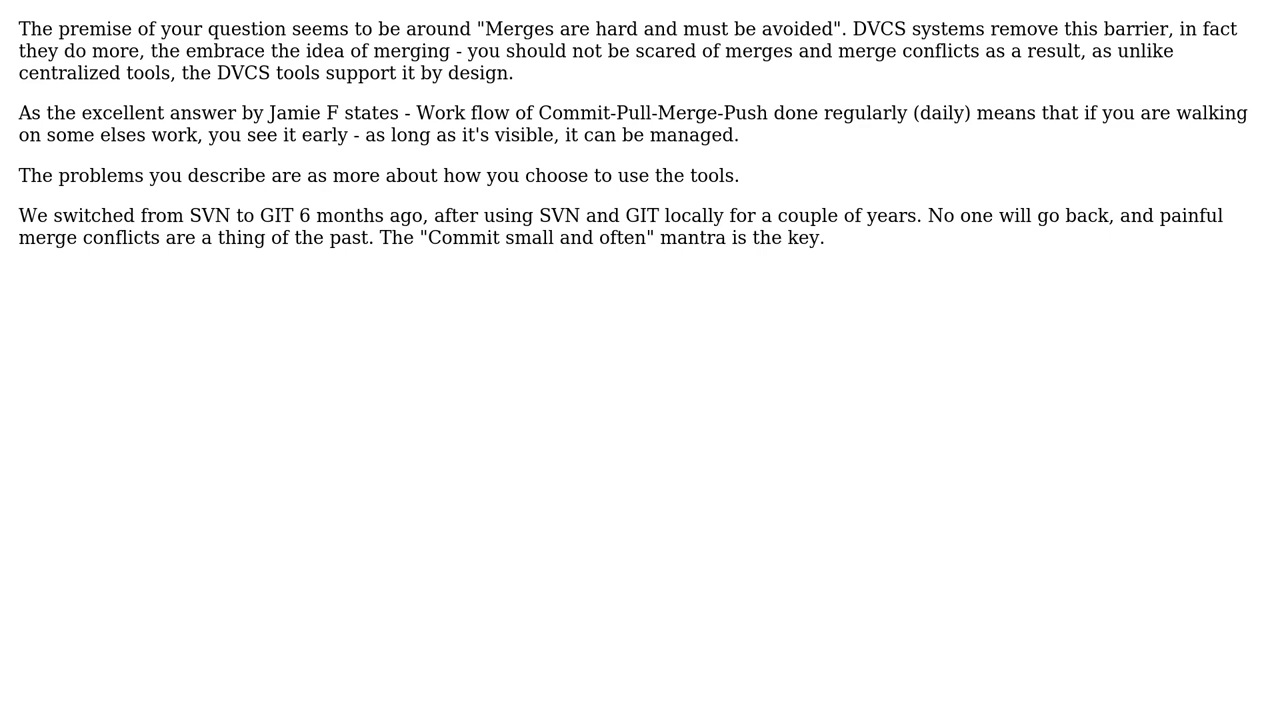 The premise of your question seems to be around "Merges are hard and must be avoided". DVCS systems remove this barrier, in fact
they do more, the embrace the idea of merging - you should not be scared of merges and merge conflicts as a result, as unlike
centralized tools, the DVCS tools support it by design.
As the excellent answer by Jamie F states - Work flow of Commit-Pull-Merge-Push done regularly (daily) means that if you are walking
on some elses work, you see it early - as long as it's visible, it can be managed.
The problems you describe are as more about how you choose to use the tools.
We switched from SVN to GIT 6 months ago, after using SVN and GIT locally for a couple of years. No one will go back, and painful
merge conflicts are a thing of the past. The "Commit small and often" mantra is the key.